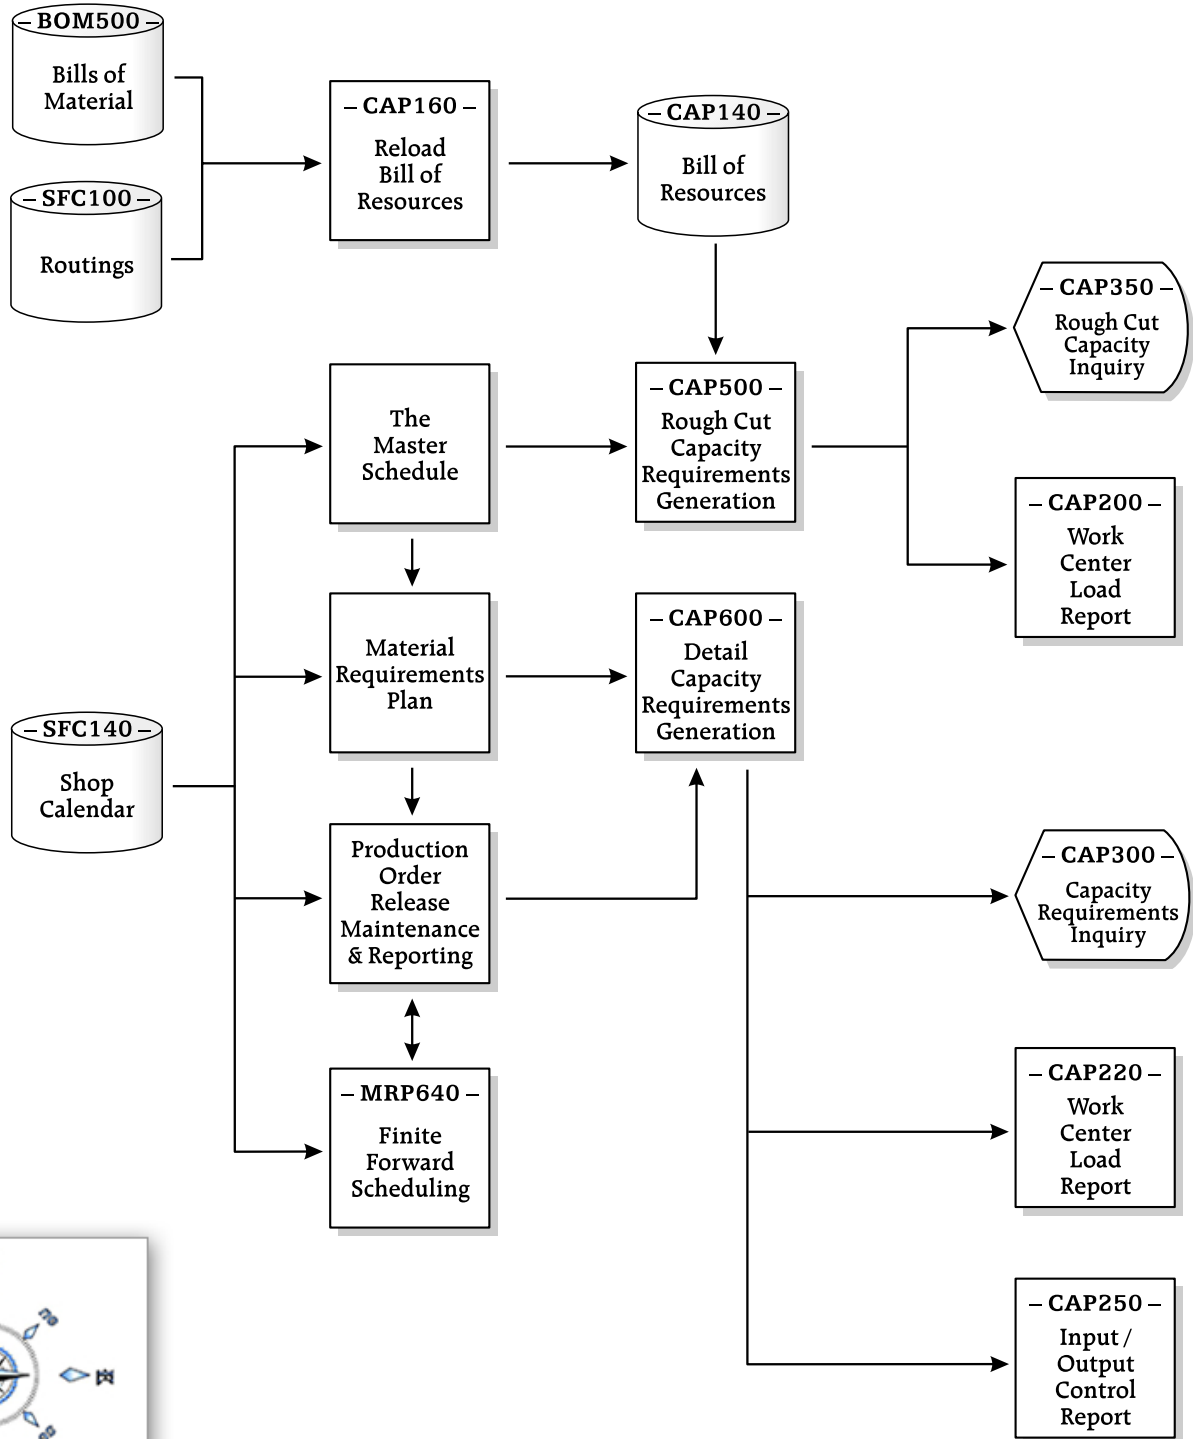 – BOM500 –
Bills of
Material
– SFC100 –
Routings
– CAP160 –
Reload
Bill of
Resources
– CAP140 –
Bill of
Resources
– CAP350 –
Rough Cut
Capacity
Inquiry
The
Master
Schedule
– CAP500 –
Rough Cut
Capacity
Requirements
Generation
– CAP200 –
Work
Center
Load
Report
Material
Requirements
Plan
– CAP600 –
Detail
Capacity
Requirements
Generation
– SFC140 –
Shop
Calendar
Production
Order
Release
Maintenance
& Reporting
– CAP300 –
Capacity
Requirements
Inquiry
– MRP640 –
Finite
Forward
Scheduling
– CAP220 –
Work
Center
Load
Report
– CAP250 –
Input /
Output
Control
Report